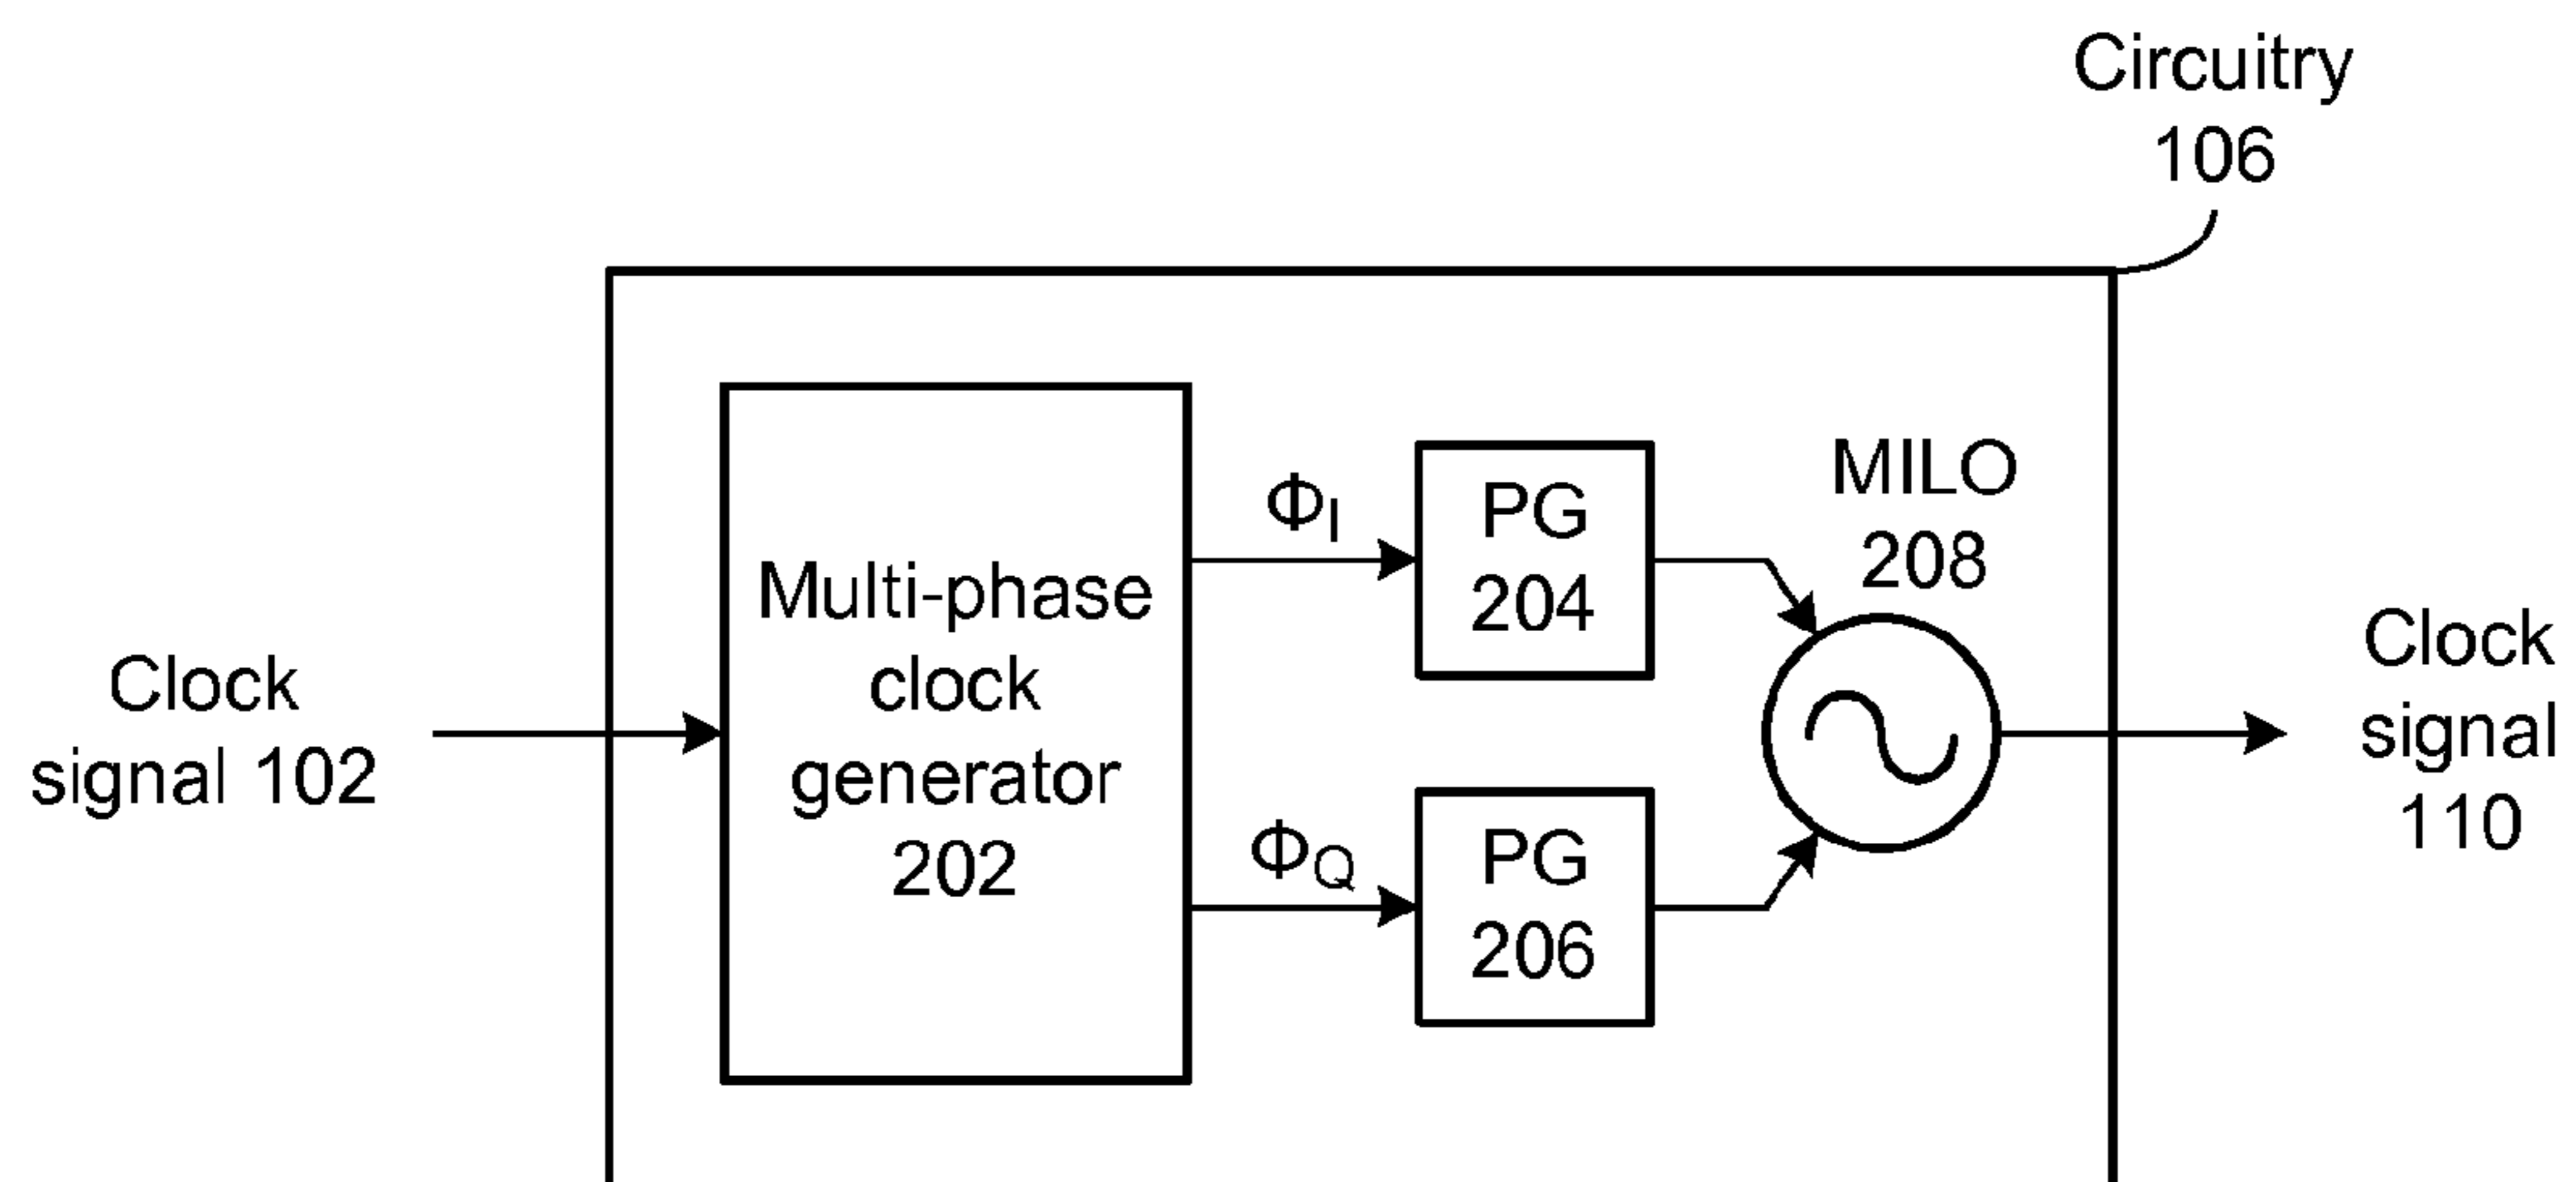 Circuitry
106
Clock
signal 102
Multi-phase
clock
generator
202
ΦI
PG
204
ΦQ
PG
206
MILO
208
Clock
signal
110